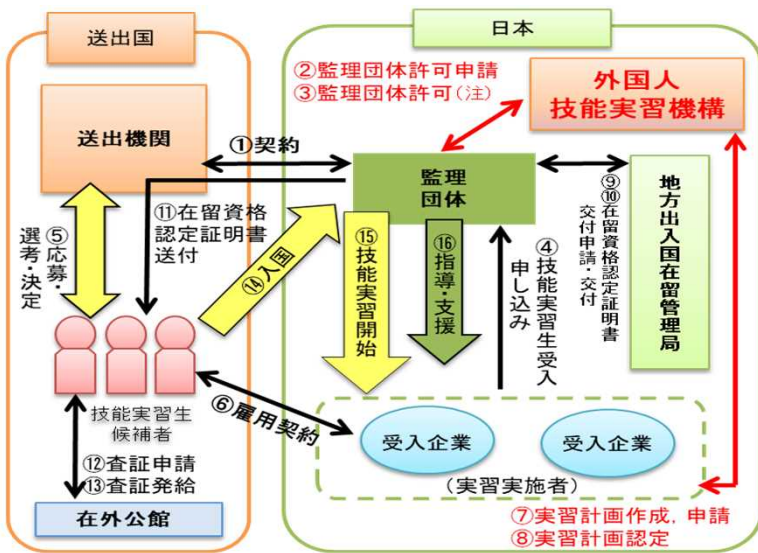 送出国
日本
②監理団体許可申請
③監理団体許可(注)
外国人
技能実習機構
送出機関
①契約
監理
団体
⑪在留資格
認定証明書
送付
⑨⑩在留資格認定証明書
交付申請・交付
地方出入国在留管理局
⑤応募・
選考・決定
⑭入国
⑮技能実習開始
⑯指導・支援
④技能実習生受入
申し込み
技能実習生
候補者
⑥雇用契約
受入企業
受入企業
(実習実施者)
⑫査証申請
⑬査証発給
在外公館
⑦実習計画作成，申請
⑧実習計画認定